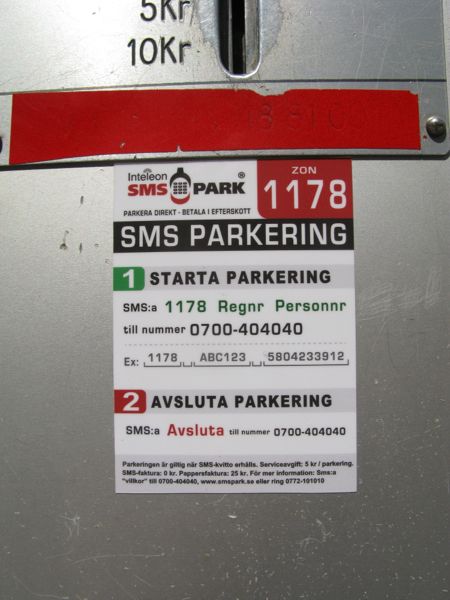 5Kr
10Kr
Inteleon
SMS PARK®
PARKERA DIREKT - BETALA I EFTERSKOTT
ZON
1178
SMS PARKERING
1 STARTA PARKERING
SMS:a 1178 Regnr Personnr
till nummer 0700-404040
Ex: 1178 ABC123 5804233912
2 AVSLUTA PARKERING
SMS:a Avsluta till nummer 0700-404040
Parkeringen är giltig när SMS-kvitto erhålls. Serviceavgift: 5 kr / parkering.
SMS-faktura: 0 kr. Pappersfaktura: 25 kr. För mer information: Sms:a
"villkor" till 0700-404040, www.smspark.se eller ring 0772-101010